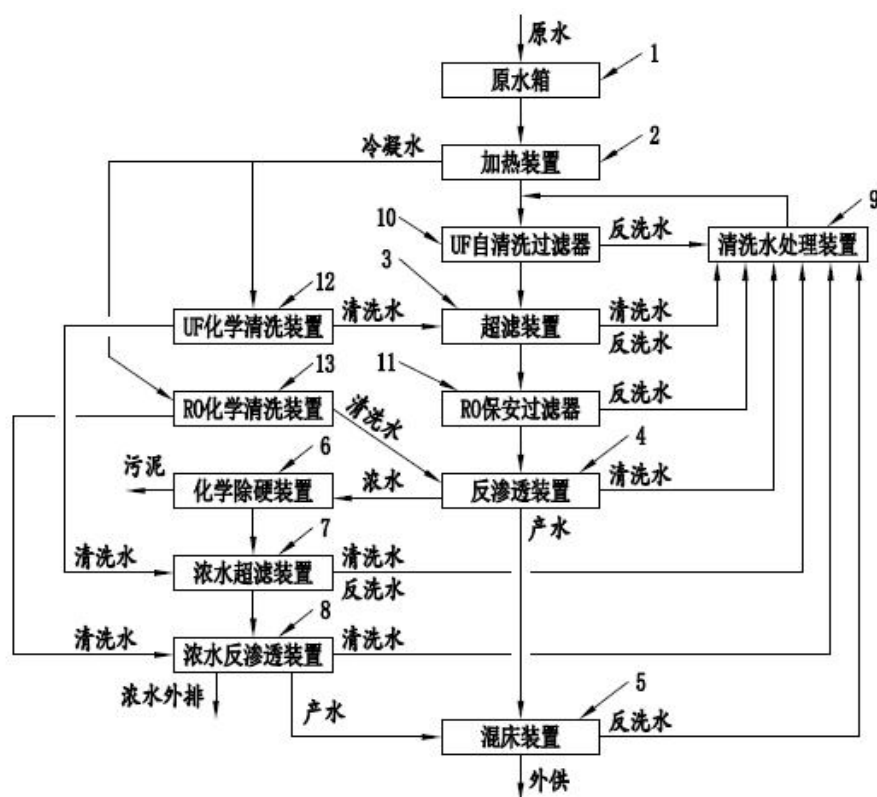 原水
1
原水箱
冷凝水
加热装置
2
10
UF自清洗过滤器
反洗水
清洗水处理装置
9
3
12
UF化学清洗装置
清洗水
超滤装置
清洗水
反洗水
13
11
RO化学清洗装置
清洗水
RO保安过滤器
反洗水
6
4
污泥
化学除硬装置
浓水
反渗透装置
清洗水
7
产水
清洗水
浓水超滤装置
清洗水
反洗水
8
清洗水
浓水反渗透装置
清洗水
浓水外排
产水
5
混床装置
反洗水
外供